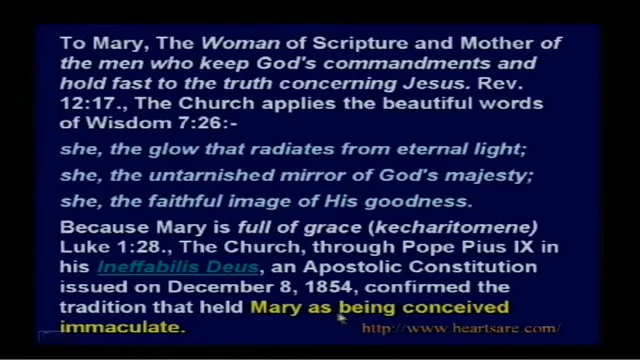 To Mary, The Woman of Scripture and Mother of
the men who keep God's commandments and
hold fast to the truth concerning Jesus. Rev.
12:17., The Church applies the beautiful words
of Wisdom 7:26:-
she, the glow that radiates from eternal light;
she, the untarnished mirror of God's majesty;
she, the faithful image of His goodness.
Because Mary is full of grace (kecharitomene)
Luke 1:28., The Church, through Pope Pius IX in
his Ineffabilis Deus, an Apostolic Constitution
issued on December 8, 1854, confirmed the
tradition that held Mary as being conceived
immaculate.
http://www.heartsare.com/